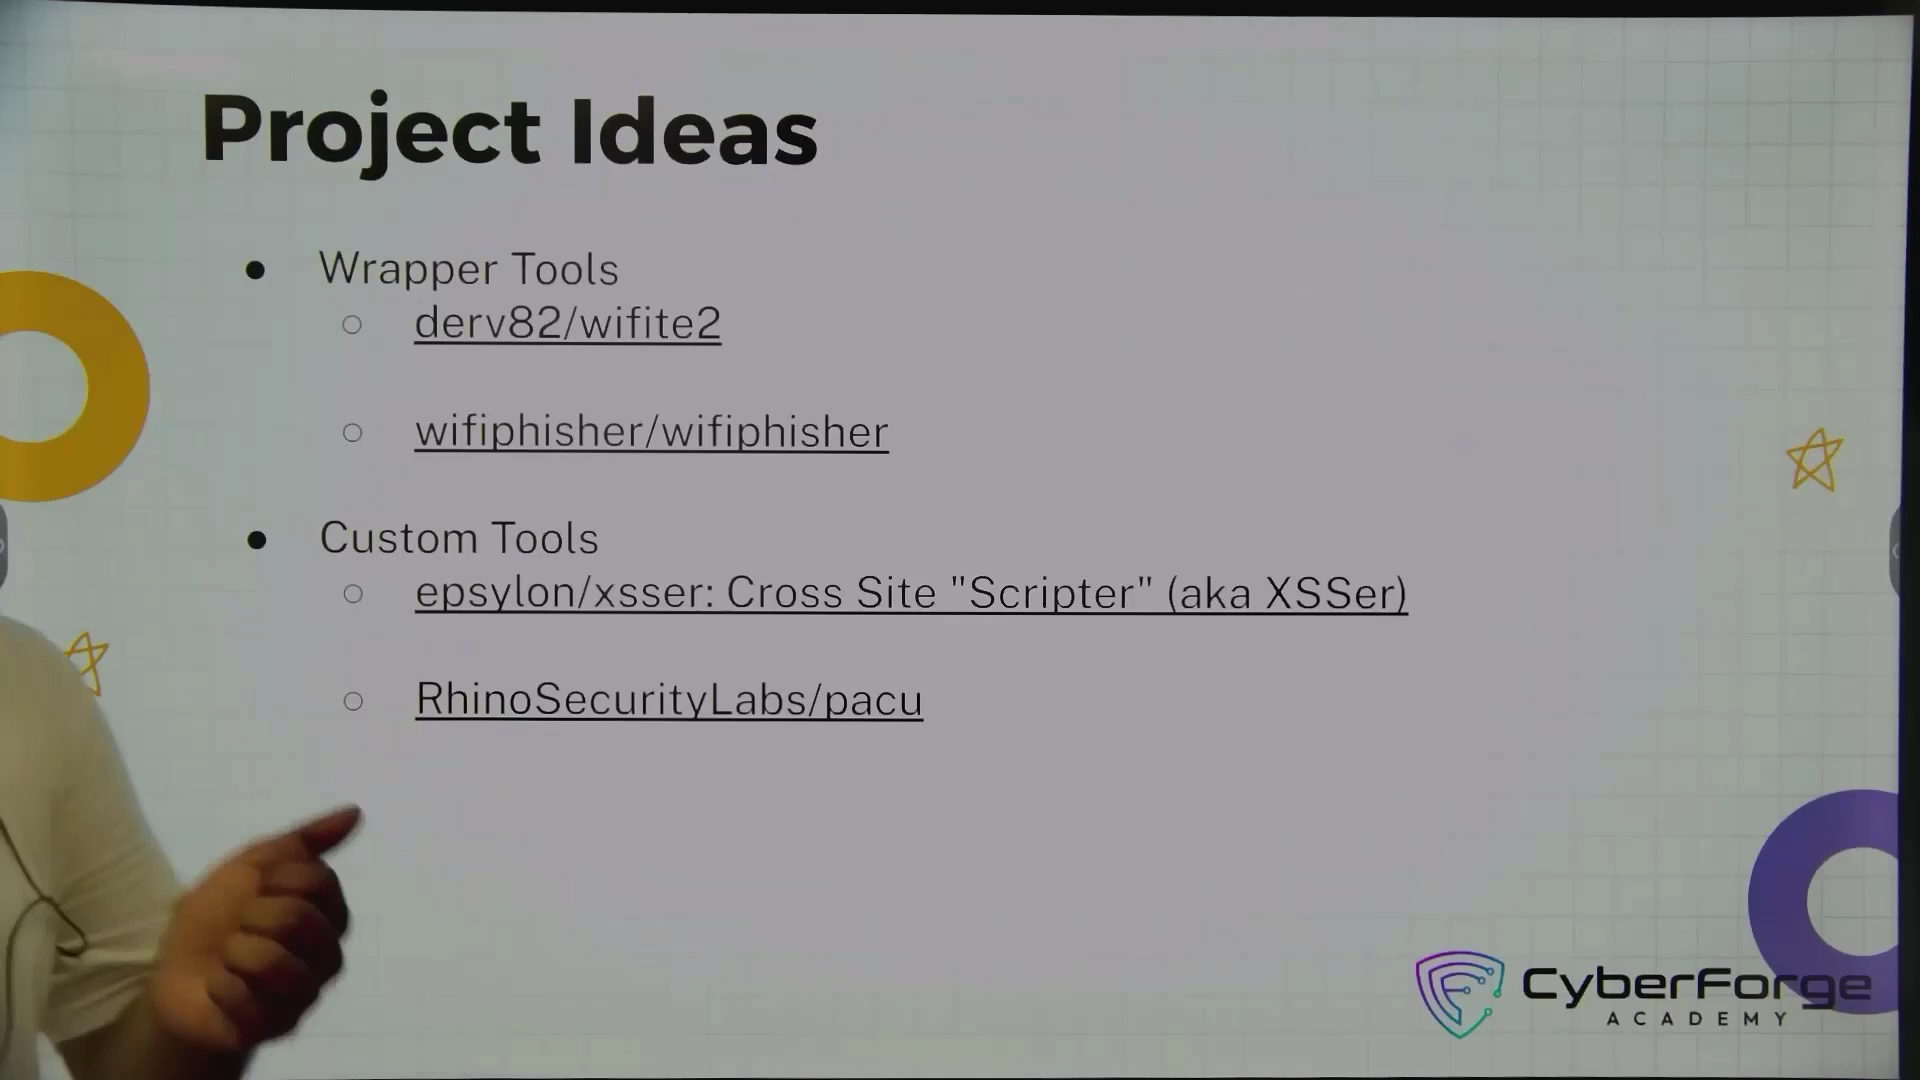 Project Ideas
Wrapper Tools
derv82/wifite2
wifiphisher/wifiphisher
Custom Tools
epsylon/xsser: Cross Site "Scripter" (aka XSSer)
RhinoSecurityLabs/pacu
CyberForge
ACADEMY